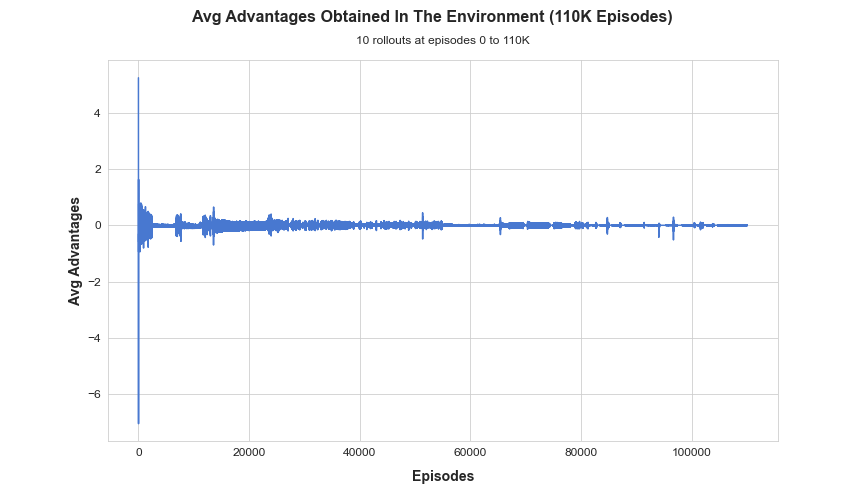 Avg Advantages Obtained In The Environment (110K Episodes)
10 rollouts at episodes 0 to 110K
4
2
0
−2
−4
−6
Avg Advantages
0 20000 40000 60000 80000 100000
Episodes